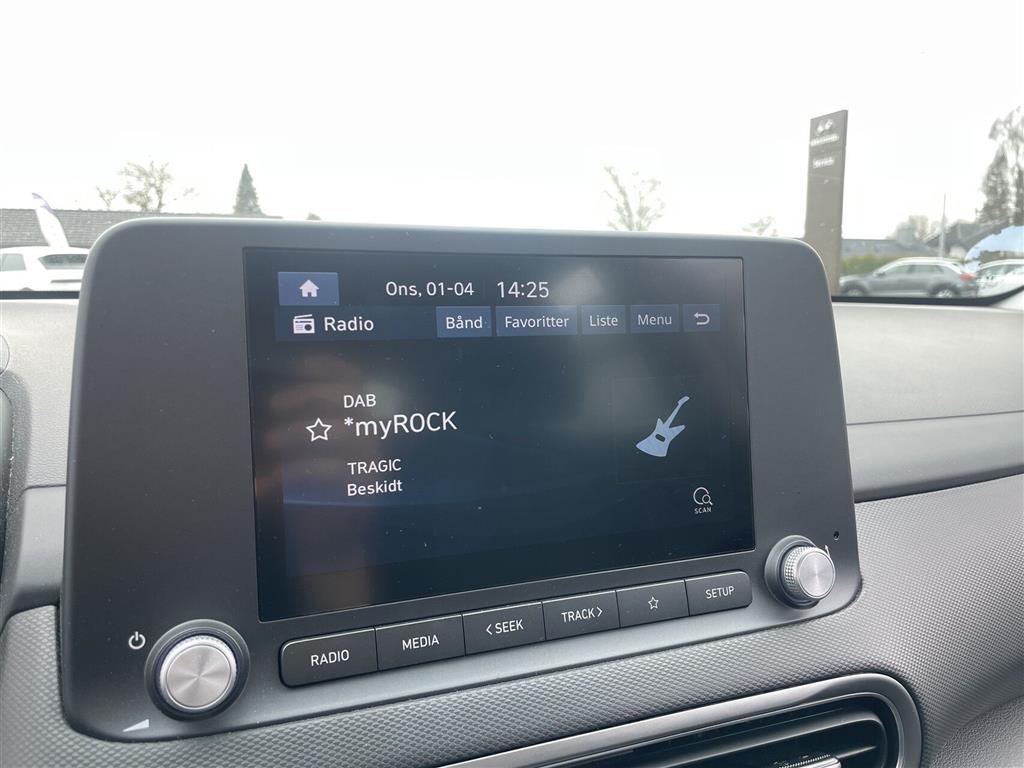 Ons, 01-04 14:25
Radio Bånd Favoritter Liste Menu
DAB
*myROCK
TRAGIC
Beskidt
SCAN
RADIO MEDIA < SEEK TRACK > SETUP